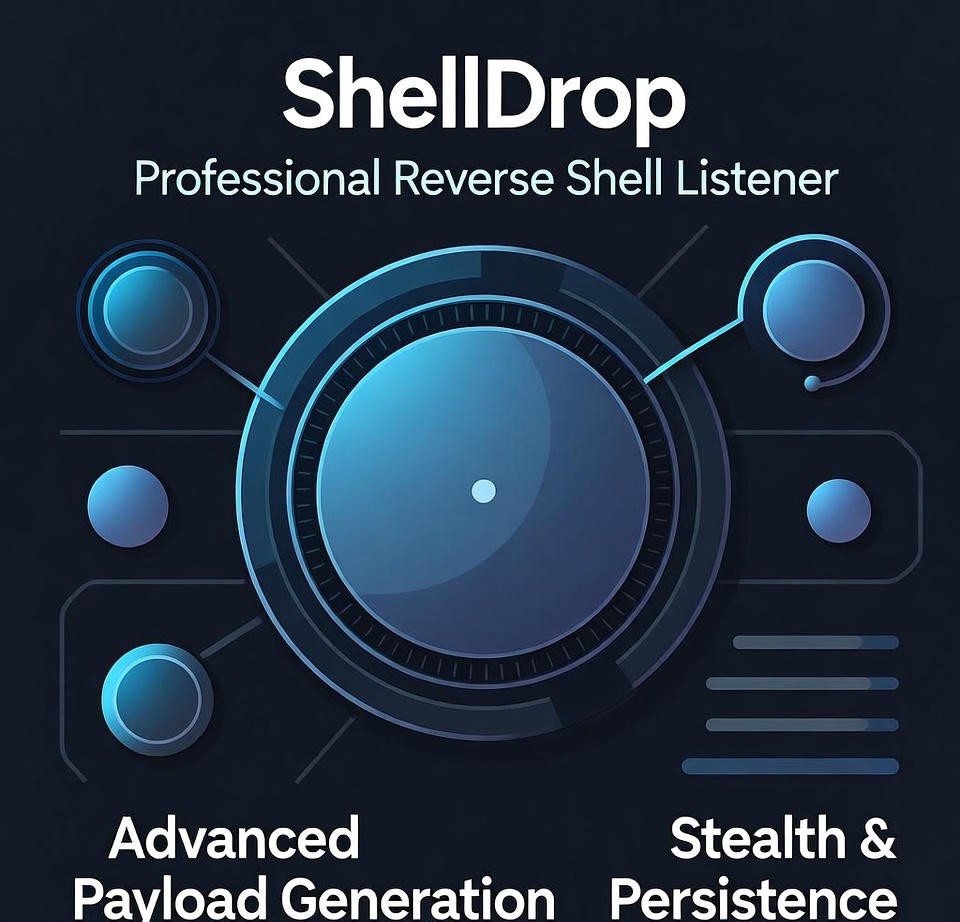 ShellDrop
Professional Reverse Shell Listener
Advanced
Payload Generation
Stealth &
Persistence